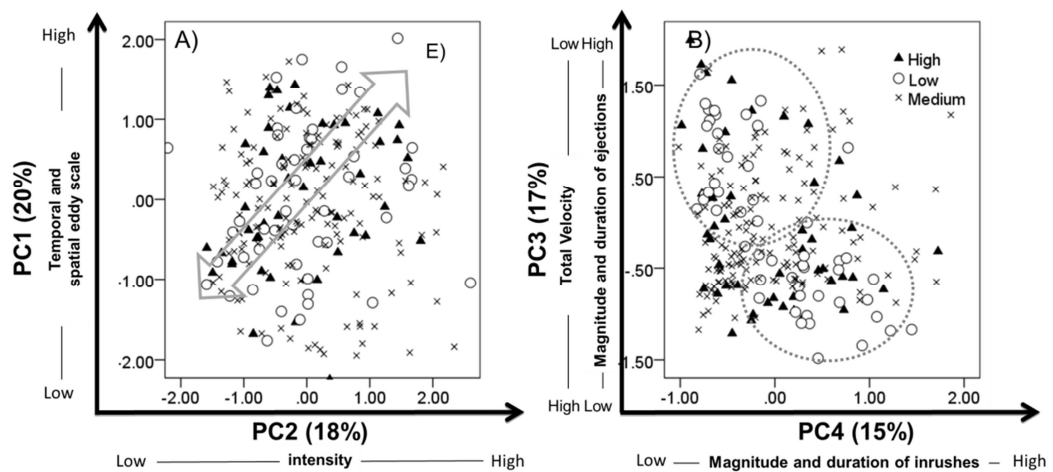 A)
E)
High
Low
Temporal and
spatial eddy scale
PC1 (20%)
2.00
1.00
.00
-1.00
-2.00
-2.00 -1.00 .00 1.00 2.00
PC2 (18%)
Low intensity High
B)
High
Low
Medium
Low High
High Low
Total Velocity
Magnitude and duration of ejections
PC3 (17%)
1.50
.50
-.50
1.50
-1.00 .00 1.00 2.00
PC4 (15%)
Low Magnitude and duration of inrushes High